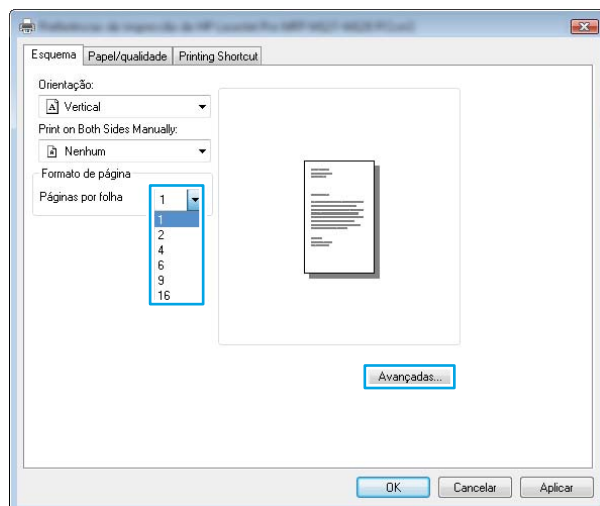 Esquema Papel/qualidade Printing Shortcut
Orientação:
Vertical
Print on Both Sides Manually:
Nenhum
Formato de página
Páginas por folha 1
1
2
4
6
9
16
Avançadas...
OK Cancelar Aplicar